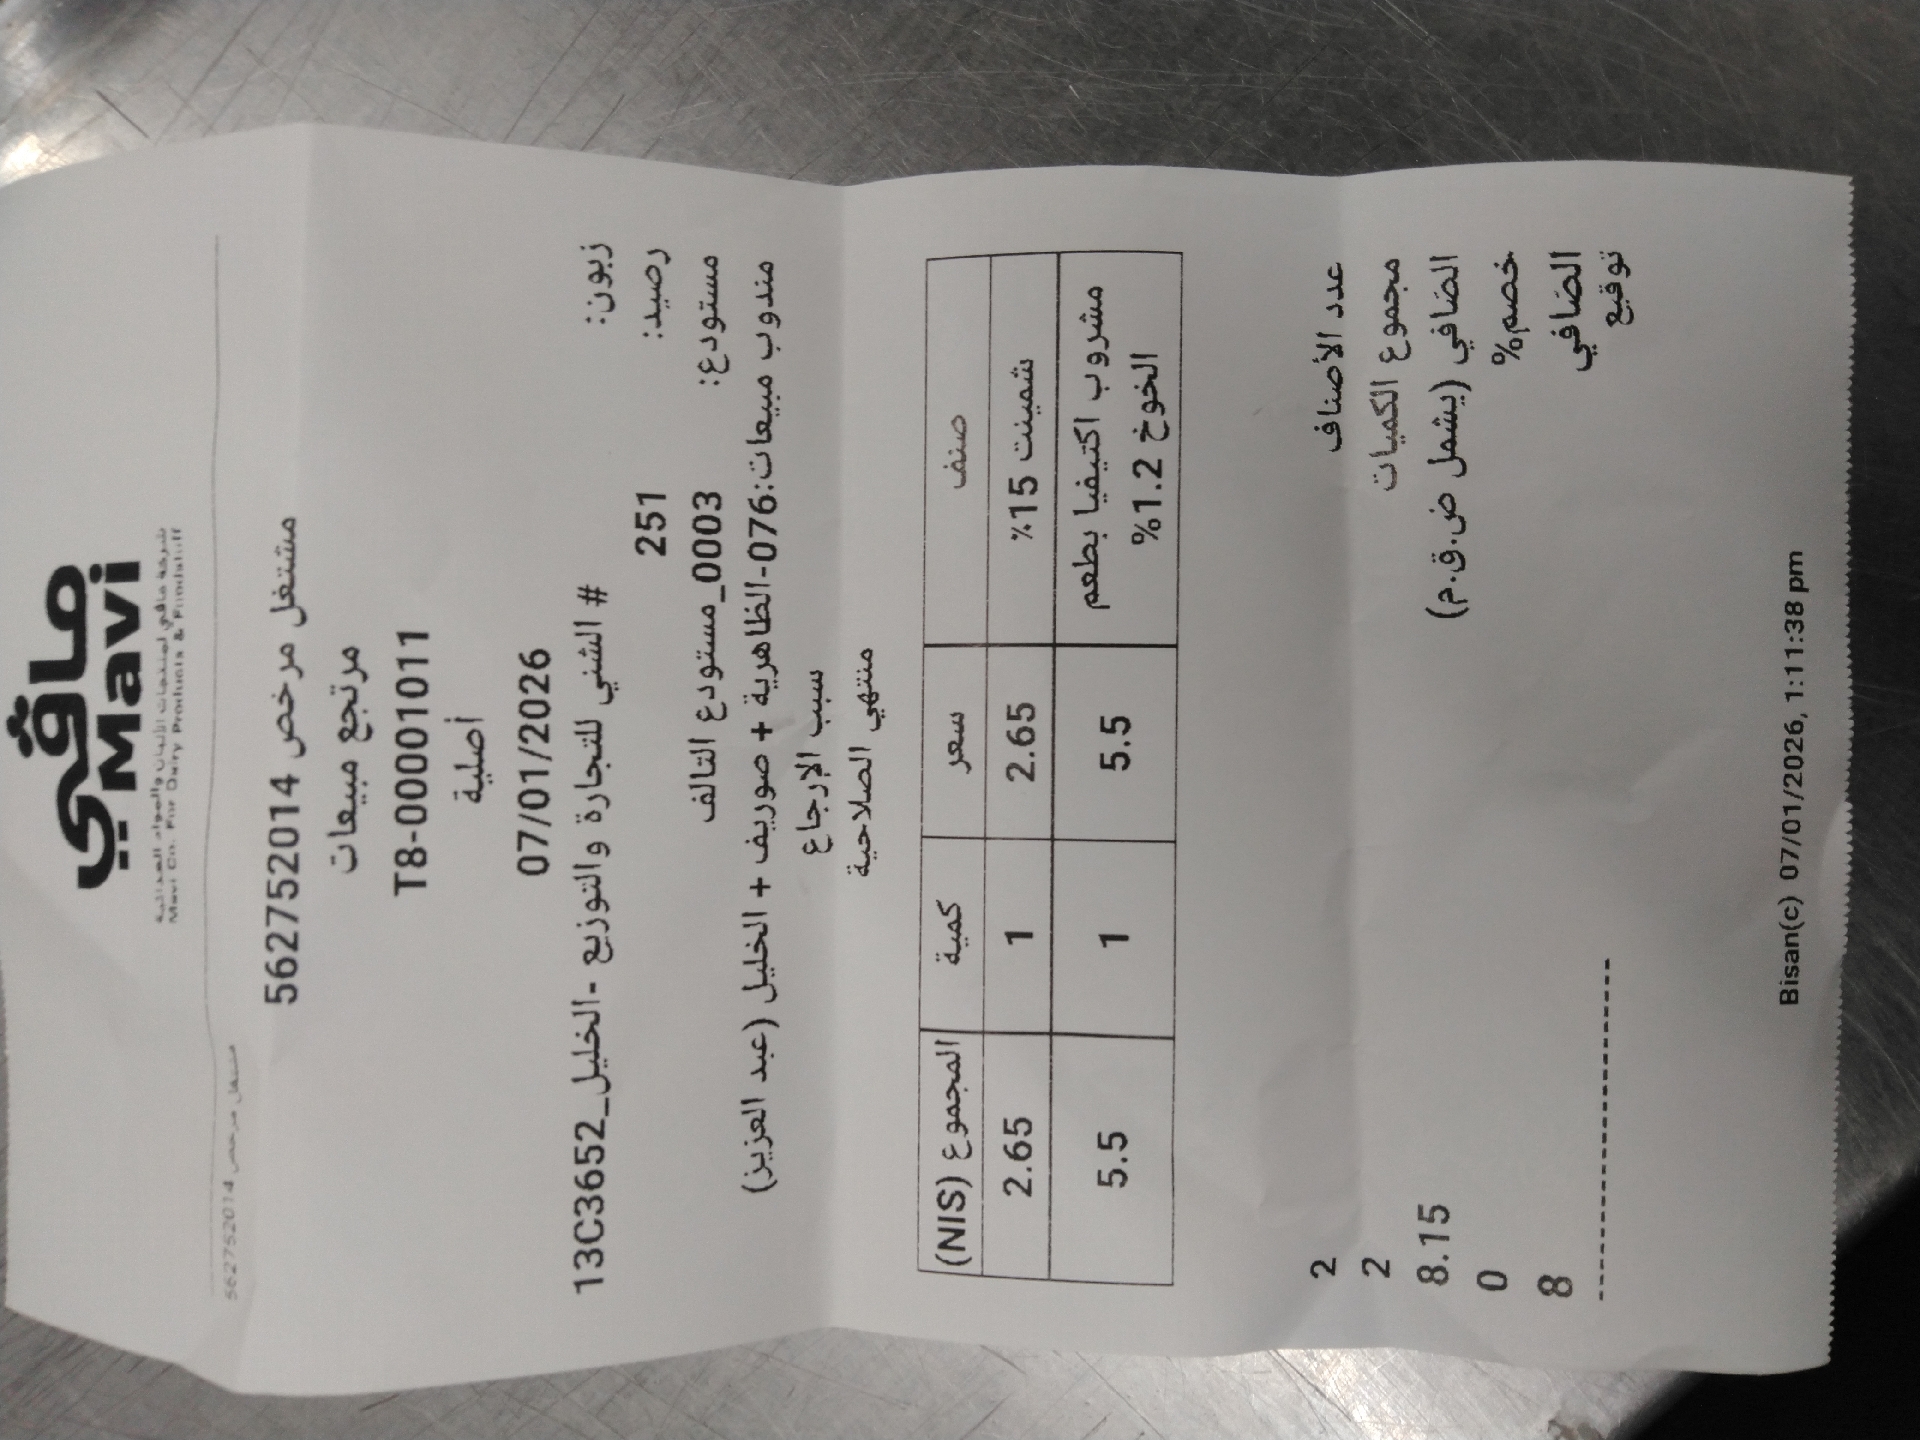 مافي
Mavi
شركة مافي لمنتجات الألبان والمواد الغذائية
Mavi Co. For Dairy Products & Foodstuff
مشتغل مرخص 562752014
مشتغل مرخص 562752014
مرتجع مبيعات
T8-00001011
أصلية
07/01/2026
زبون: # الشني للتجارة والتوزيع -الخليل_13C3652
رصيد: 251
مستودع: 0003_مستودع التالف
مندوب مبيعات:076-الظاهرية + صوريف + الخليل (عبد العزيز)
سبب الإرجاع
منتهي الصلاحية
صنف سعر كمية المجموع (NIS)
شمينت 15٪ 2.65 1 2.65
مشروب اكتيفيا بطعم الخوخ 1.2% 5.5 1 5.5
عدد الأصناف 2
مجموع الكميات 2
الصافي (يشمل ض.ق.م) 8.15
خصم% 0
الصافي 8
توقيع
Bisan(c) 07/01/2026, 1:11:38 pm